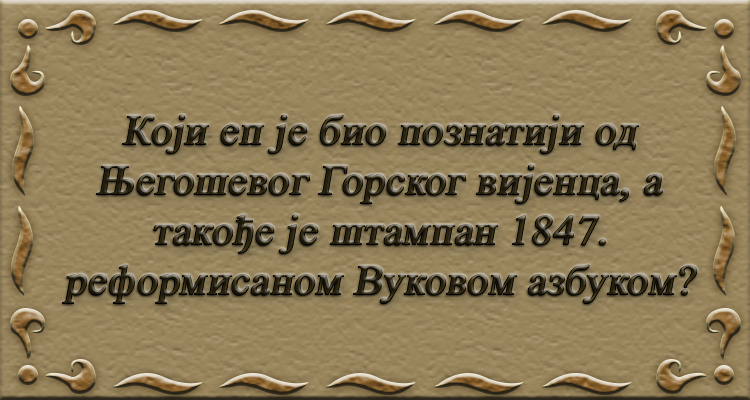 Који еп је био познатији од
Његошевог Горског вијенца, а
такође је штампан 1847.
реформисаном Вуковом азбуком?